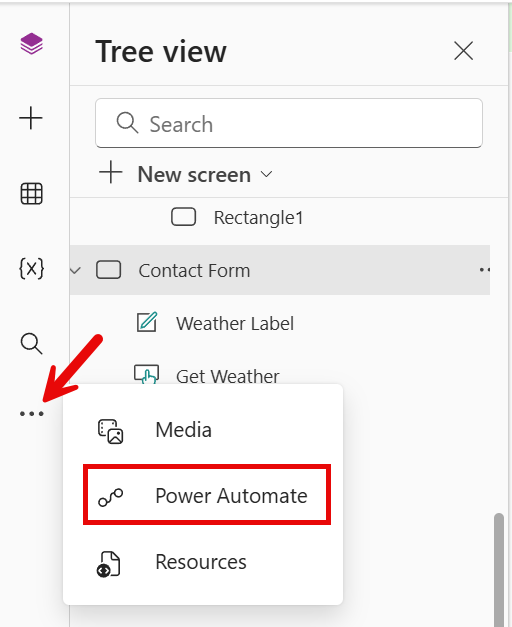 Tree view
Search
New screen
Rectangle1
Contact Form
{x}
Weather Label
Get Weather
Media
Power Automate
Resources